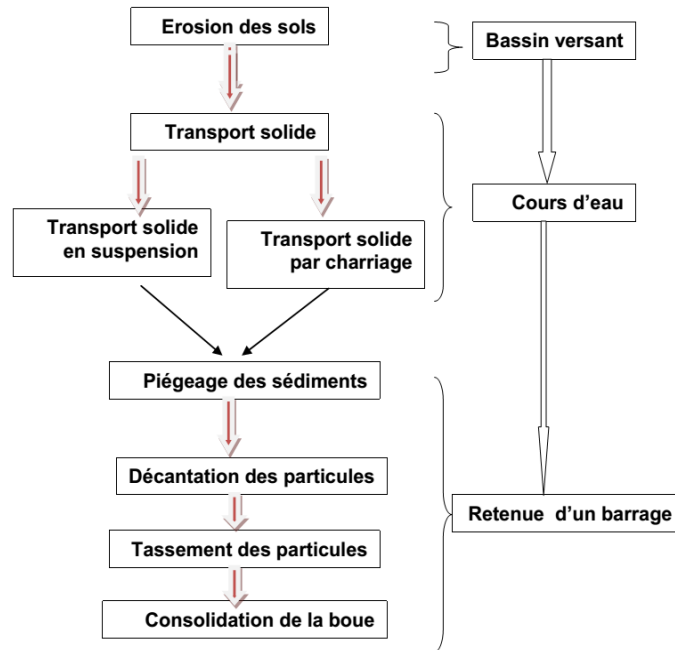 Erosion des sols
Bassin versant
Transport solide
Cours d'eau
Transport solide
en suspension
Transport solide
par charriage
Piégeage des sédiments
Décantation des particules
Retenue d'un barrage
Tassement des particules
Consolidation de la boue